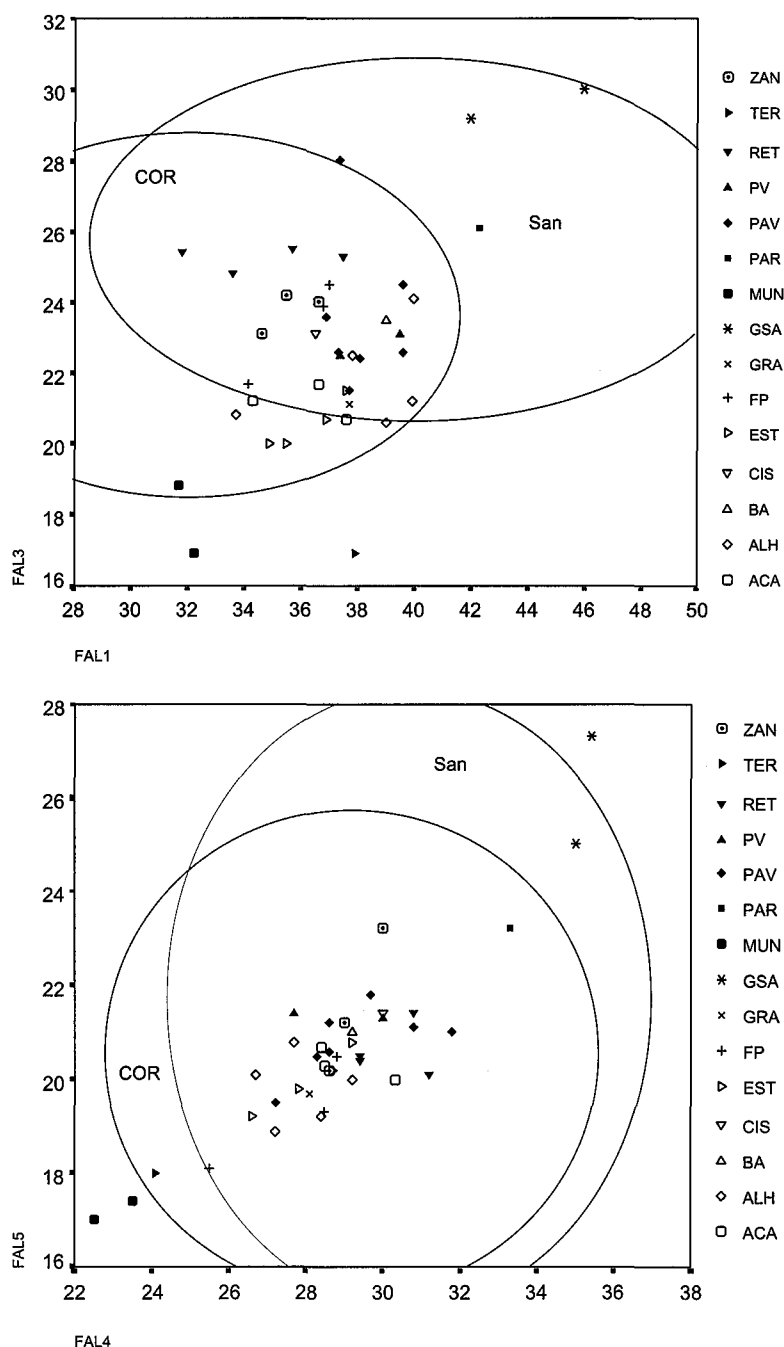 32
30
28
26
24
22
20
18
16
FAL3
28 30 32 34 36 38 40 42 44 46 48 50
FAL1
COR
San
ZAN
TER
RET
PV
PAV
PAR
MUN
GSA
GRA
FP
EST
CIS
BA
ALH
ACA
28
26
24
22
20
18
16
FAL5
22 24 26 28 30 32 34 36 38
FAL4
San
COR
ZAN
TER
RET
PV
PAV
PAR
MUN
GSA
GRA
FP
EST
CIS
BA
ALH
ACA